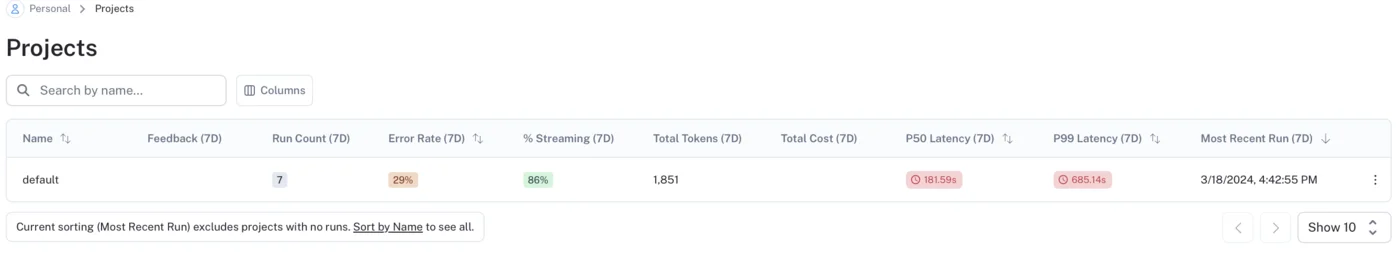 Personal > Projects
Projects
Search by name...
Columns
Name Feedback (7D) Run Count (7D) Error Rate (7D) % Streaming (7D) Total Tokens (7D) Total Cost (7D) P50 Latency (7D) P99 Latency (7D) Most Recent Run (7D)
default 7 29% 86% 1,851 181.59s 685.14s 3/18/2024, 4:42:55 PM
Current sorting (Most Recent Run) excludes projects with no runs. Sort by Name to see all.
Show 10